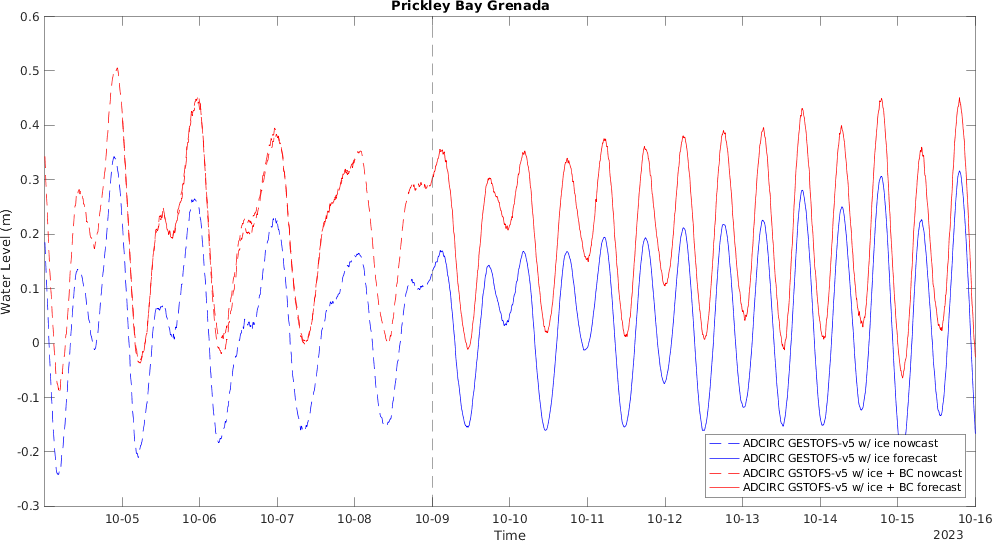 Prickley Bay Grenada
0.6
0.5
0.4
0.3
0.2
0.1
0
-0.1
-0.2
-0.3
Water Level (m)
ADCIRC GESTOFS-v5 w/ ice nowcast
ADCIRC GESTOFS-v5 w/ ice forecast
ADCIRC GSTOFS-v5 w/ ice + BC nowcast
ADCIRC GSTOFS-v5 w/ ice + BC forecast
10-05 10-06 10-07 10-08 10-09 10-10 10-11 10-12 10-13 10-14 10-15 10-16
Time
2023